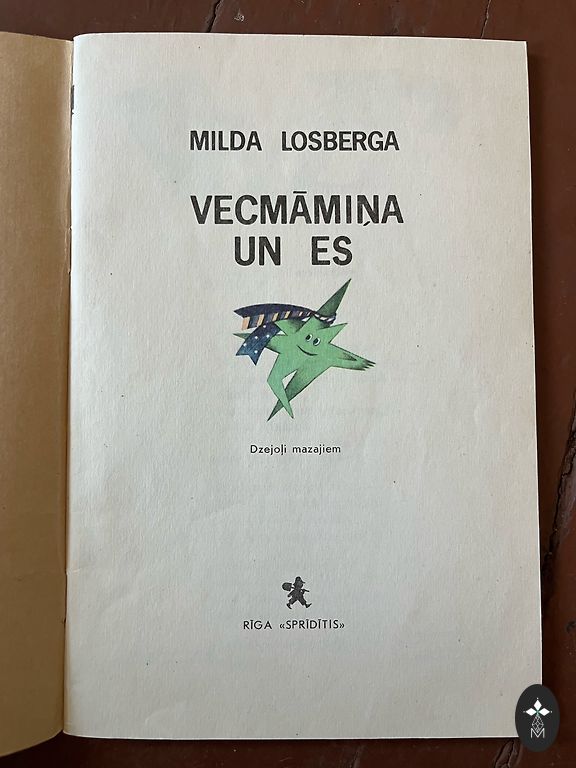 MILDA LOSBERGA
VECMĀMIŅA
UN ES
Dzejoļi mazajiem
RĪGA «SPRĪDĪTIS»
M